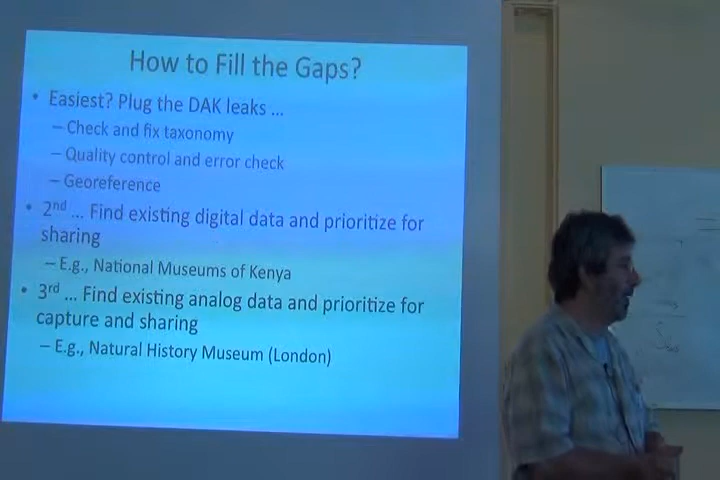 How to Fill the Gaps?
• Easiest? Plug the DAK leaks ...
– Check and fix taxonomy
– Quality control and error check
– Georeference
• 2nd ... Find existing digital data and prioritize for
sharing
– E.g., National Museums of Kenya
• 3rd ... Find existing analog data and prioritize for
capture and sharing
– E.g., Natural History Museum (London)